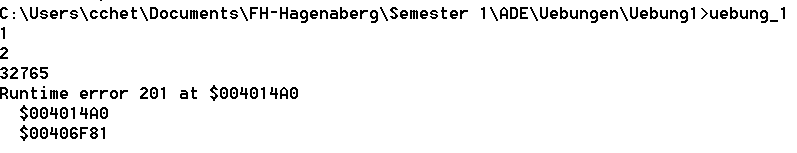 C:\Users\cchet\Documents\FH-Hagenaberg\Semester 1\ADE\Uebungen\Uebung1>uebung_1
1
2
32765
Runtime error 201 at $004014A0
  $004014A0
  $00406F81